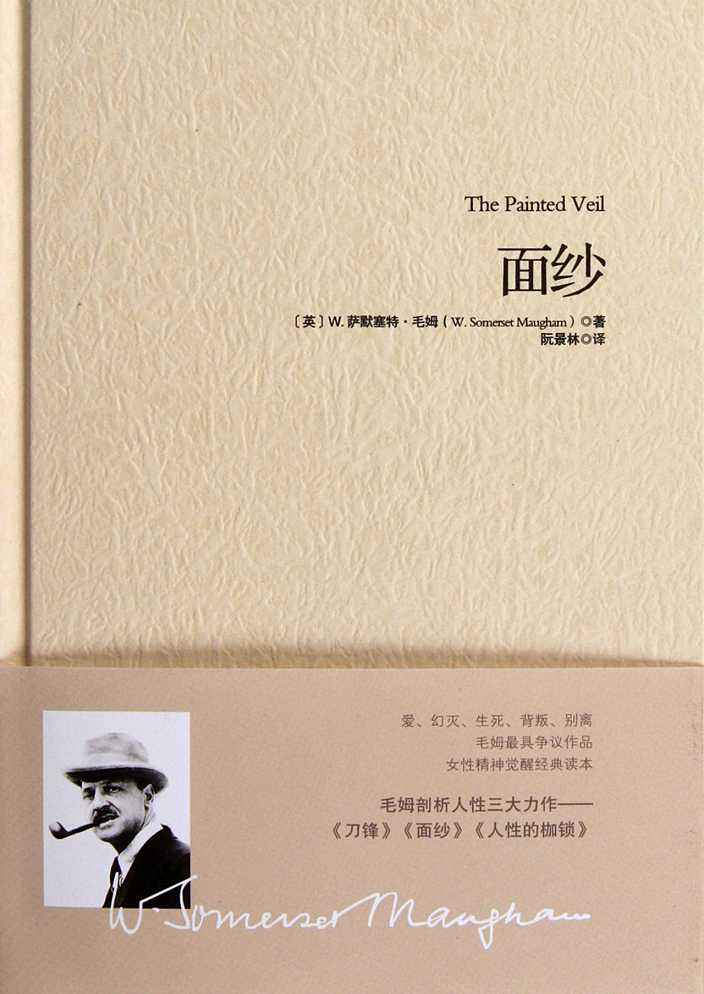 The Painted Veil
面纱
〔英〕W. 萨默塞特·毛姆（W. Somerset Maugham）◎著
阮景林◎译
爱、幻灭、生死、背叛、别离
毛姆最具争议作品
女性精神觉醒经典读本
毛姆剖析人性三大力作——
《刀锋》《面纱》《人性的枷锁》
W. Somerset Maugham